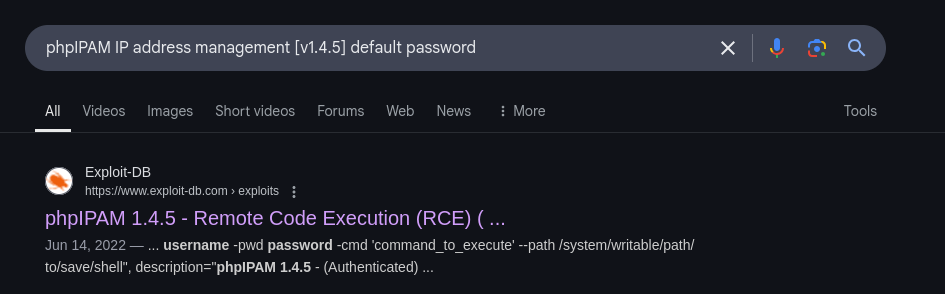 phpIPAM IP address management [v1.4.5] default password
All Videos Images Short videos Forums Web News More Tools
Exploit-DB
https://www.exploit-db.com › exploits
phpIPAM 1.4.5 - Remote Code Execution (RCE) ( ...
Jun 14, 2022 — ... username -pwd password -cmd 'command_to_execute' --path /system/writable/path/
to/save/shell", description="phpIPAM 1.4.5 - (Authenticated) ...